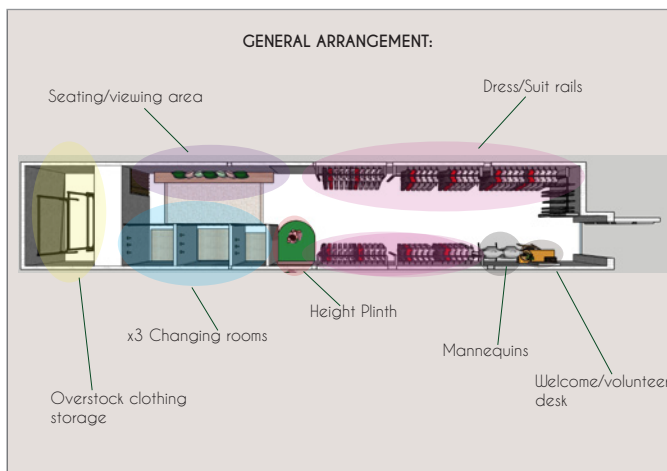 GENERAL ARRANGEMENT:
Seating/viewing area
Dress/Suit rails
Height Plinth
x3 Changing rooms
Mannequins
Overstock clothing
storage
Welcome/volunteer
desk